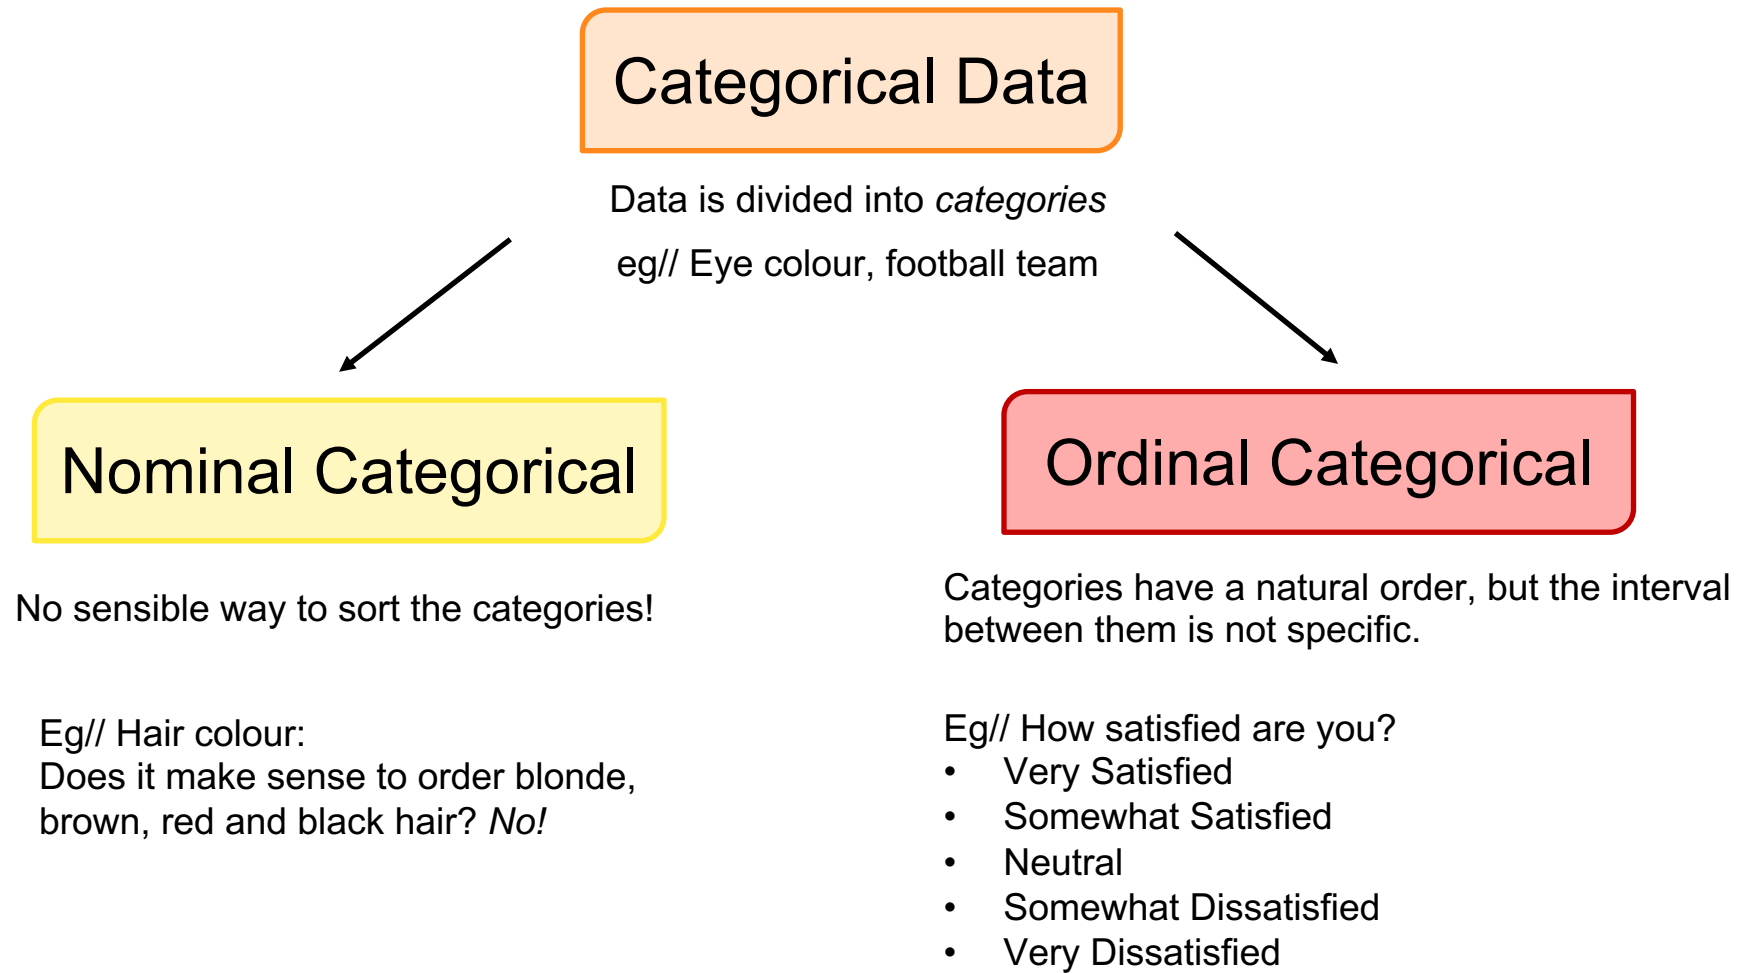 Categorical Data
Data is divided into categories
eg// Eye colour, football team
Nominal Categorical
No sensible way to sort the categories!
Eg// Hair colour:
Does it make sense to order blonde,
brown, red and black hair? No!
Ordinal Categorical
Categories have a natural order, but the interval
between them is not specific.
Eg// How satisfied are you?
• Very Satisfied
• Somewhat Satisfied
• Neutral
• Somewhat Dissatisfied
• Very Dissatisfied